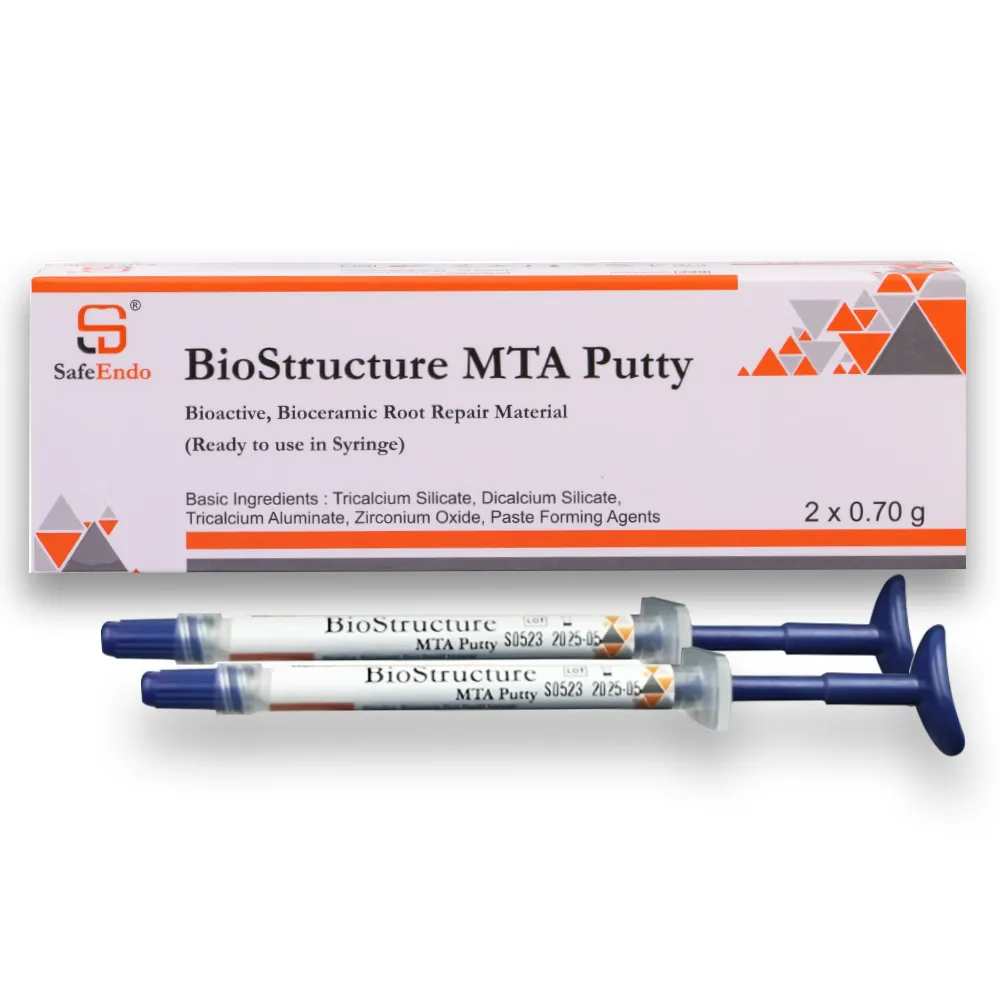 ®
SafeEndo
BioStructure MTA Putty
Bioactive, Bioceramic Root Repair Material
(Ready to use in Syringe)
Basic Ingredients : Tricalcium Silicate, Dicalcium Silicate,
Tricalcium Aluminate, Zirconium Oxide, Paste Forming Agents
2 x 0.70 g
BioStructure LOT
MTA Putty S0523 2025-05
BioStructure LOT
MTA Putty S0523 2025-05